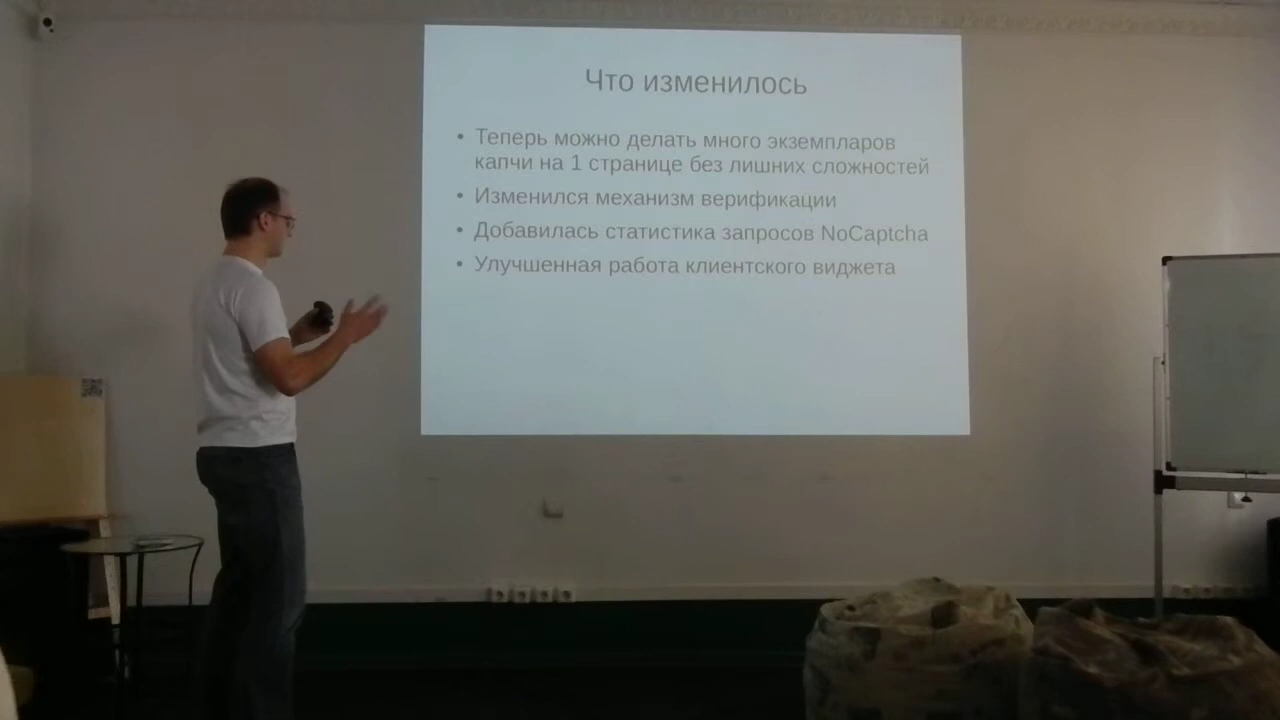 Что изменилось
• Теперь можно делать много экземпларов
капчи на 1 странице без лишних сложностей
• Изменился механизм верификации
• Добавилась статистика запросов NoCaptcha
• Улучшенная работа клиентского виджета